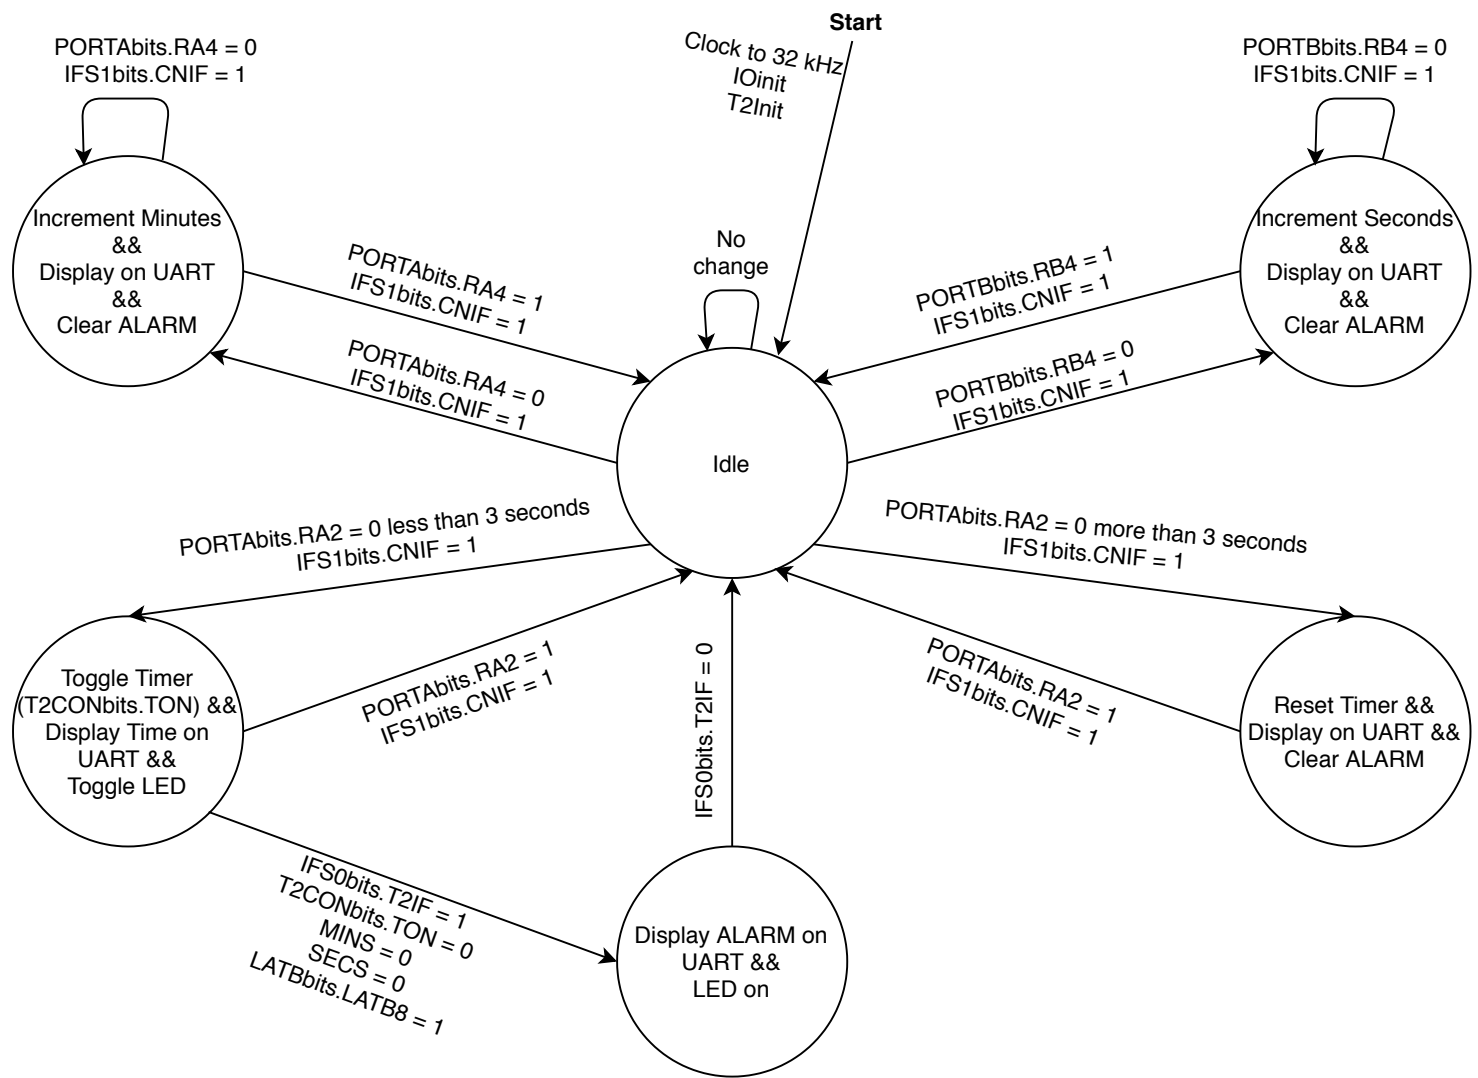 Start
Clock to 32 kHz
IOinit
T2Init
PORTAbits.RA4 = 0
IFS1bits.CNIF = 1
PORTBbits.RB4 = 0
IFS1bits.CNIF = 1
Increment Minutes
&&
Display on UART
&&
Clear ALARM
PORTAbits.RA4 = 1
IFS1bits.CNIF = 1
PORTAbits.RA4 = 0
IFS1bits.CNIF = 1
No
change
PORTBbits.RB4 = 1
IFS1bits.CNIF = 1
PORTBbits.RB4 = 0
IFS1bits.CNIF = 1
Increment Seconds
&&
Display on UART
&&
Clear ALARM
Idle
PORTAbits.RA2 = 0 less than 3 seconds
IFS1bits.CNIF = 1
PORTAbits.RA2 = 0 more than 3 seconds
IFS1bits.CNIF = 1
Toggle Timer
(T2CONbits.TON) &&
Display Time on
UART &&
Toggle LED
PORTAbits.RA2 = 1
IFS1bits.CNIF = 1
IFS0bits.T2IF = 0
PORTAbits.RA2 = 1
IFS1bits.CNIF = 1
Reset Timer &&
Display on UART &&
Clear ALARM
IFS0bits.T2IF = 1
T2CONbits.TON = 0
MINS = 0
SECS = 0
LATBbits.LATB8 = 1
Display ALARM on
UART &&
LED on